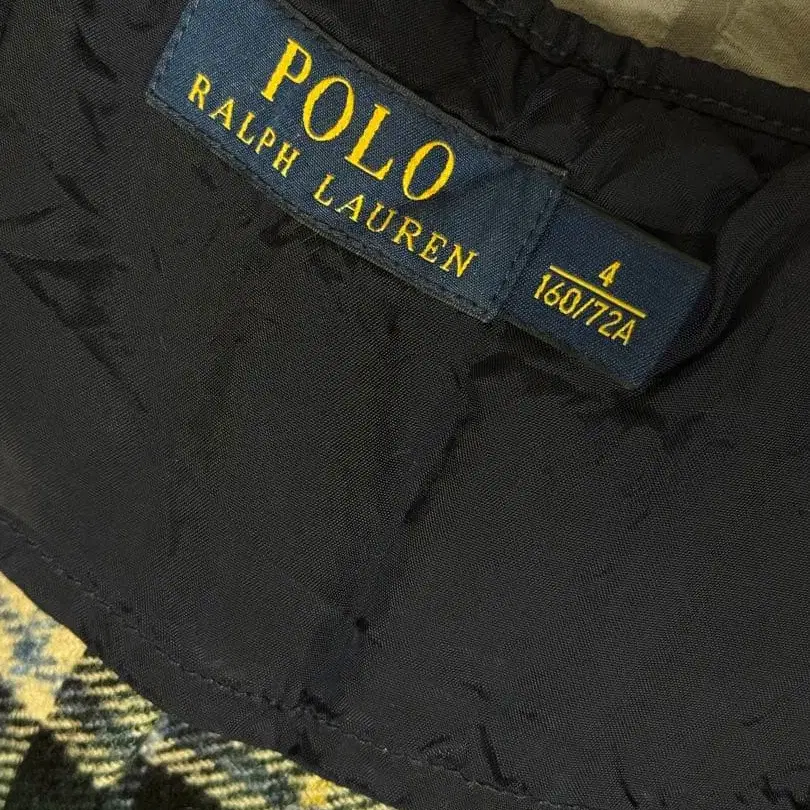 POLO
RALPH LAUREN
4
160/72A